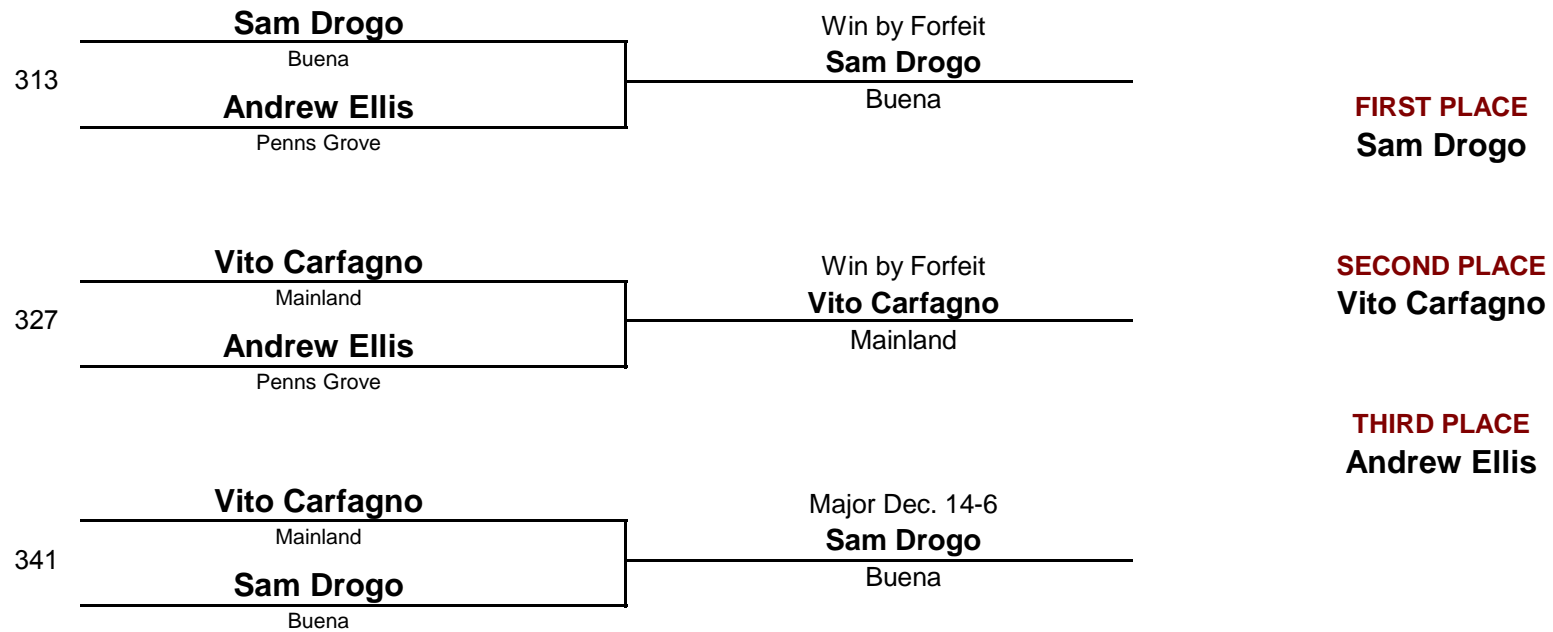 Sam Drogo
Buena
313
Andrew Ellis
Penns Grove
Win by Forfeit
Sam Drogo
Buena
Vito Carfagno
Mainland
327
Andrew Ellis
Penns Grove
Win by Forfeit
Vito Carfagno
Mainland
Vito Carfagno
Mainland
341
Sam Drogo
Buena
Major Dec. 14-6
Sam Drogo
Buena
FIRST PLACE
Sam Drogo
SECOND PLACE
Vito Carfagno
THIRD PLACE
Andrew Ellis